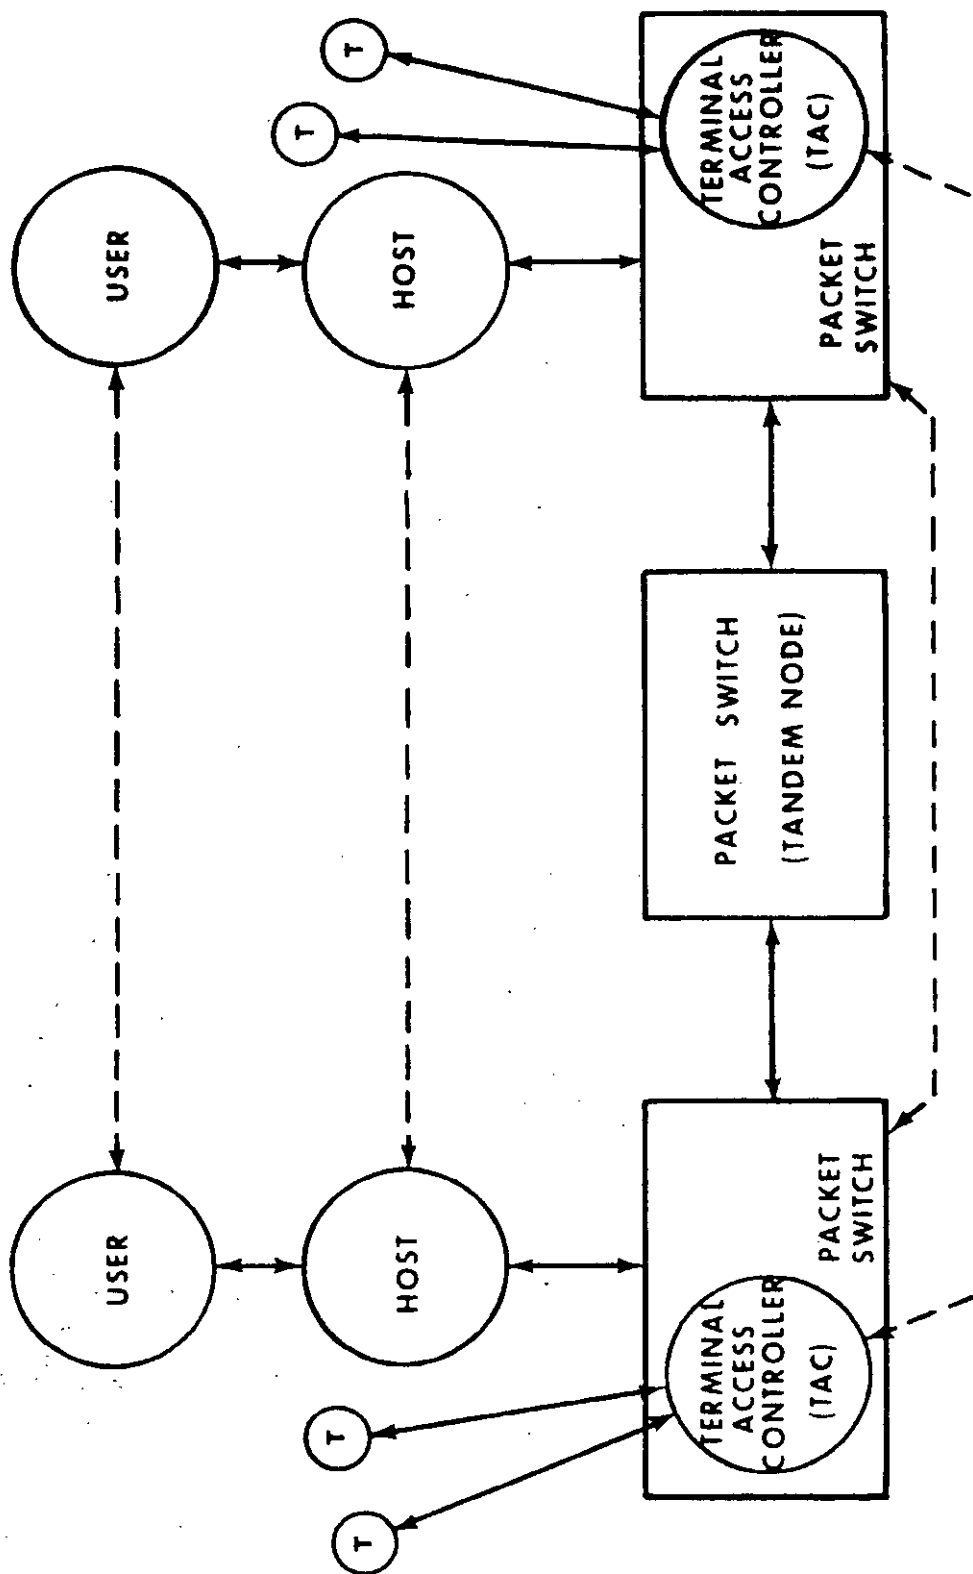 USER
USER
HOST
HOST
T
T
T
T
TERMINAL
ACCESS
CONTROLLER
(TAC)
PACKET
SWITCH
PACKET SWITCH
(TANDEM NODE)
TERMINAL
ACCESS
CONTROLLER
(TAC)
PACKET
SWITCH